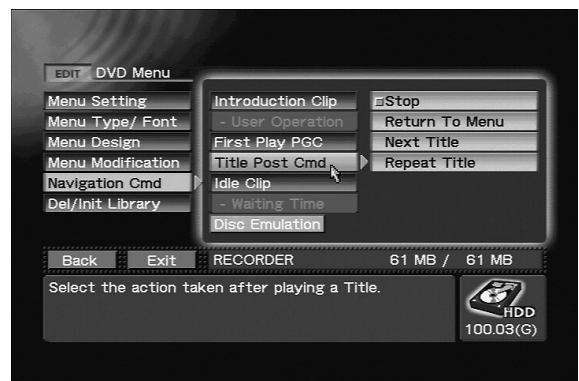 EDIT DVD Menu
Menu Setting
Menu Type/ Font
Menu Design
Menu Modification
Navigation Cmd
Del/Init Library
Introduction Clip
- User Operation
First Play PGC
Title Post Cmd
Idle Clip
- Waiting Time
Disc Emulation
Stop
Return To Menu
Next Title
Repeat Title
Back Exit RECORDER 61 MB / 61 MB
Select the action taken after playing a Title.
HDD
100.03(G)